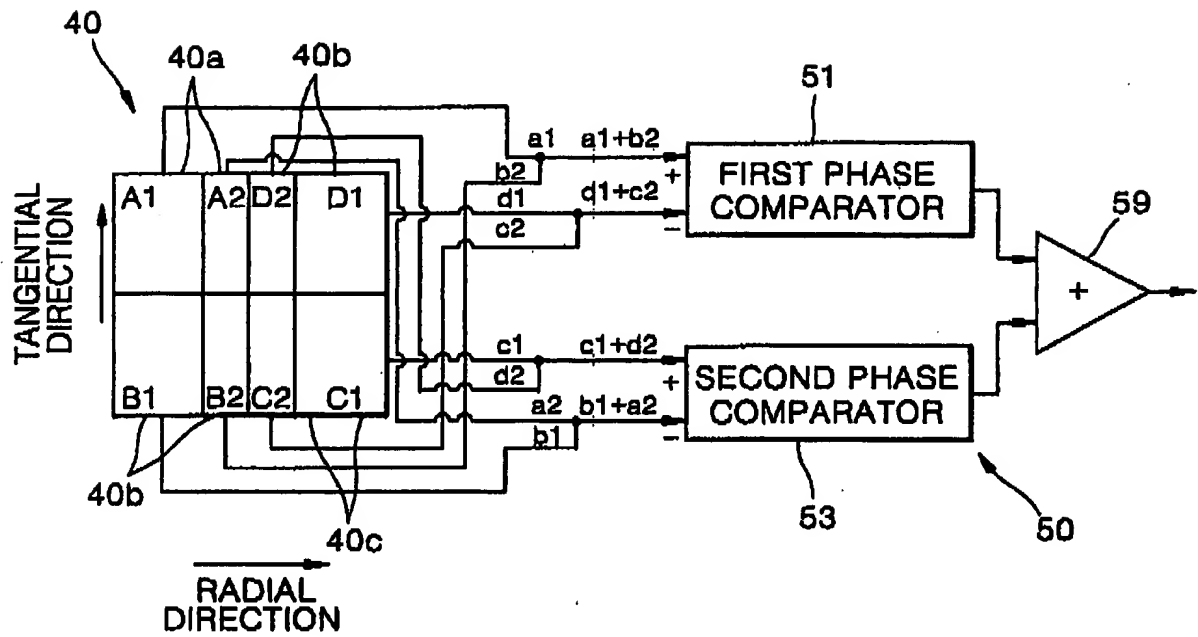 40
40a
40b
51
A1
A2
D2
D1
a1
a1+b2
b2
+
d1
d1+c2
c2
−
FIRST PHASE
COMPARATOR
59
+
TANGENTIAL
DIRECTION
B1
B2
C2
C1
c1
c1+d2
d2
+
a2
b1+a2
b1
−
SECOND PHASE
COMPARATOR
40b
40c
53
50
RADIAL
DIRECTION